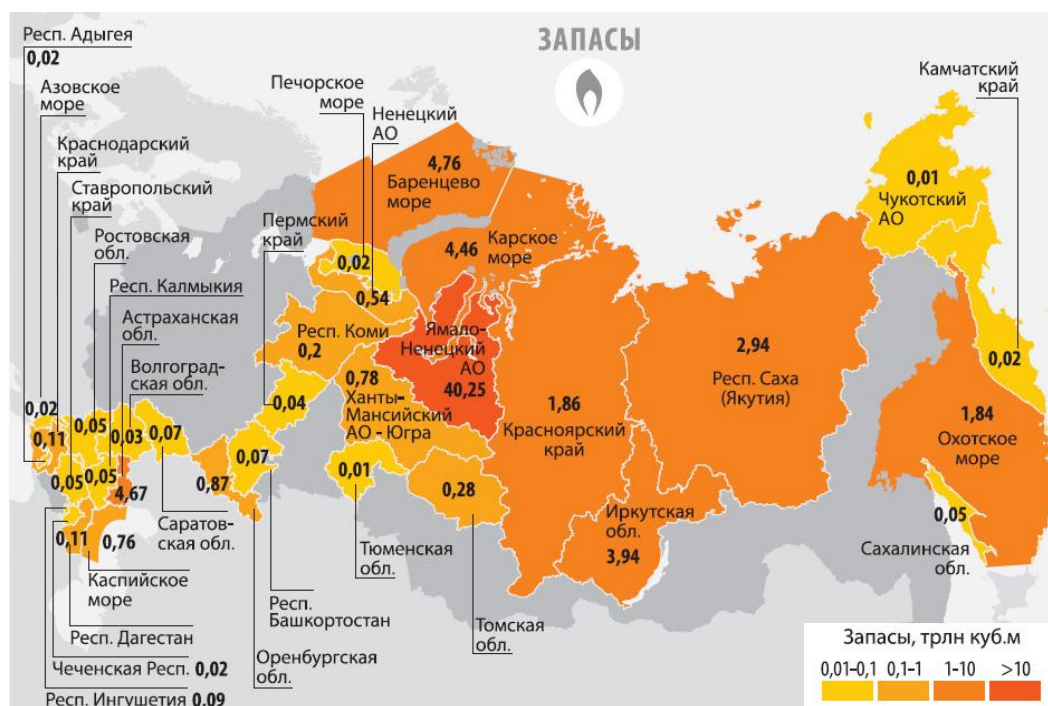 ЗАПАСЫ
Респ. Адыгея
0,02
Азовское
море
Краснодарский
край
Ставропольский
край
Ростовская
обл.
Респ. Калмыкия
Астраханская
обл.
Волгоград-
ская обл.
Печорское
море
Ненецкий
АО
Пермский
край
Камчатский
край
4,76
Баренцево
море
4,46
Карское
море
0,01
Чукотский
АО
0,02
0,54
Респ. Коми
0,2
Ямало-
Ненецкий
АО
40,25
0,78
Ханты-
Мансийский
АО - Югра
0,04
1,86
Красноярский
край
2,94
Респ. Саха
(Якутия)
0,02
1,84
Охотское
море
0,02
0,11
0,05
0,03
0,07
0,05
0,05
4,67
0,87
0,07
0,01
0,28
Иркутская
обл.
3,94
0,05
Сахалинская
обл.
0,11
0,76
Саратов-
ская обл.
Каспийское
море
Тюменская
обл.
Респ.
Башкортостан
Томская
обл.
Респ. Дагестан
Оренбургская
обл.
Чеченская Респ. 0,02
Респ. Ингушетия 0,09
Запасы, трлн куб.м
0,01–0,1 0,1–1 1-10 >10